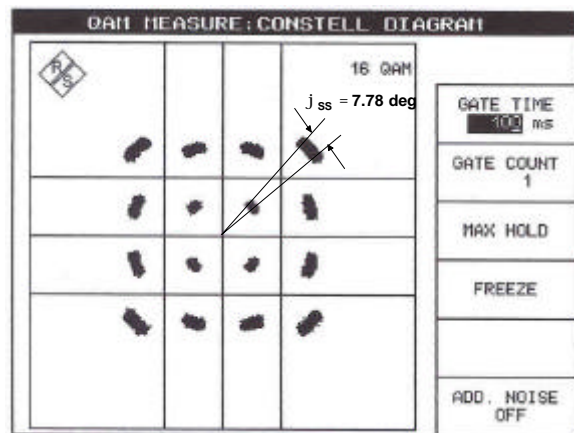 QAM MEASURE:CONSTELL DIAGRAM
R
S
16 QAM
j ss = 7.78 deg
GATE TIME
100 ms
GATE COUNT
1
MAX HOLD
FREEZE
ADD. NOISE
OFF